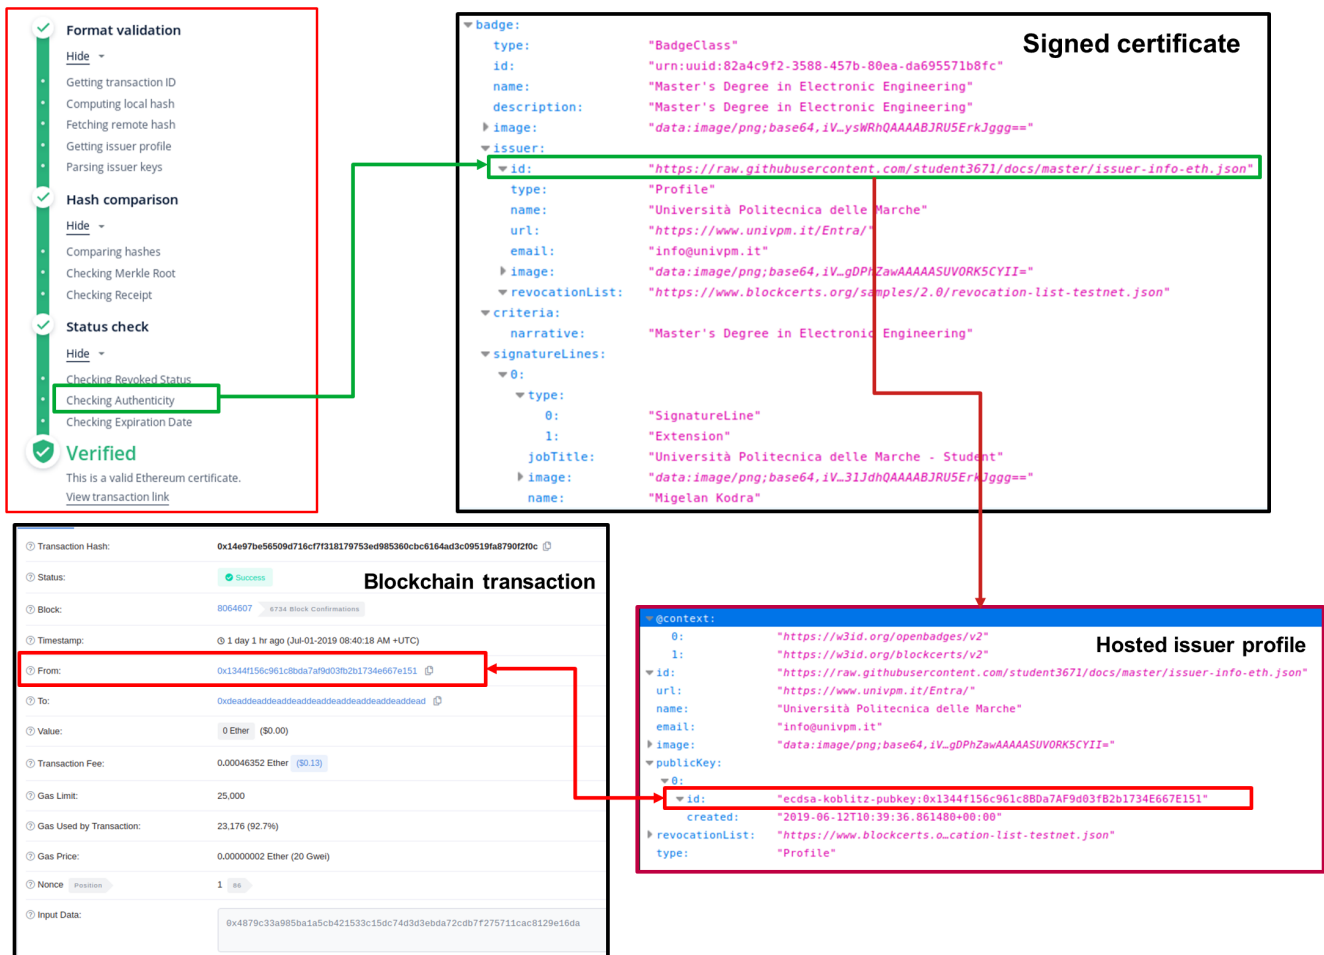 Format validation
Hide
Getting transaction ID
Computing local hash
Fetching remote hash
Getting issuer profile
Parsing issuer keys
Hash comparison
Hide
Comparing hashes
Checking Merkle Root
Checking Receipt
Status check
Hide
Checking Revoked Status
Checking Authenticity
Checking Expiration Date
Verified
This is a valid Ethereum certificate.
View transaction link
Signed certificate
badge:
type: "BadgeClass"
id: "urn:uuid:82a4c9f2-3588-457b-80ea-da695571b8fc"
name: "Master's Degree in Electronic Engineering"
description: "Master's Degree in Electronic Engineering"
image: "data:image/png;base64,iV…ysWRhQAAAABJRU5ErkJggg=="
issuer:
id: "https://raw.githubusercontent.com/student3671/docs/master/issuer-info-eth.json"
type: "Profile"
name: "Università Politecnica delle Marche"
url: "https://www.univpm.it/Entra/"
email: "info@univpm.it"
image: "data:image/png;base64,iV…gDPhZawAAAAASUVORK5CYII="
revocationList: "https://www.blockcerts.org/samples/2.0/revocation-list-testnet.json"
criteria:
narrative: "Master's Degree in Electronic Engineering"
signatureLines:
0:
type:
0: "SignatureLine"
1: "Extension"
jobTitle: "Università Politecnica delle Marche - Student"
image: "data:image/png;base64,iV…31JdhQAAAABJRU5ErkJggg=="
name: "Migelan Kodra"
Blockchain transaction
Transaction Hash: 0x14e97be56509d716cf7f318179753ed985360cbc6164ad3c09519fa8790f2f0c
Status: Success
Block: 8064607 6734 Block Confirmations
Timestamp: 1 day 1 hr ago (Jul-01-2019 08:40:18 AM +UTC)
From: 0x1344f156c961c8bda7af9d03fb2b1734e667e151
To: 0xdeaddeaddeaddeaddeaddeaddeaddeaddeaddead
Value: 0 Ether ($0.00)
Transaction Fee: 0.00046352 Ether ($0.13)
Gas Limit: 25,000
Gas Used by Transaction: 23,176 (92.7%)
Gas Price: 0.00000002 Ether (20 Gwei)
Nonce Position 1 86
Input Data: 0x4879c33a985ba1a5cb421533c15dc74d3d3ebda72cdb7f275711cac8129e16da
Hosted issuer profile
@context:
0: "https://w3id.org/openbadges/v2"
1: "https://w3id.org/blockcerts/v2"
id: "https://raw.githubusercontent.com/student3671/docs/master/issuer-info-eth.json"
url: "https://www.univpm.it/Entra/"
name: "Università Politecnica delle Marche"
email: "info@univpm.it"
image: "data:image/png;base64,iV…gDPhZawAAAAASUVORK5CYII="
publicKey:
0:
id: "ecdsa-koblitz-pubkey:0x1344f156c961c8BDa7AF9d03fB2b1734E667E151"
created: "2019-06-12T10:39:36.861480+00:00"
revocationList: "https://www.blockcerts.o…cation-list-testnet.json"
type: "Profile"